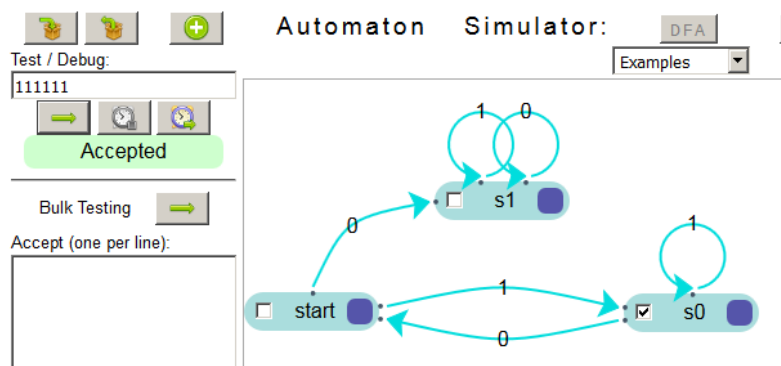 Automaton Simulator:
DFA
Test / Debug:
Examples
111111
Accepted
Bulk Testing
Accept (one per line):
1 0
s1
0
1
start
1
s0
0